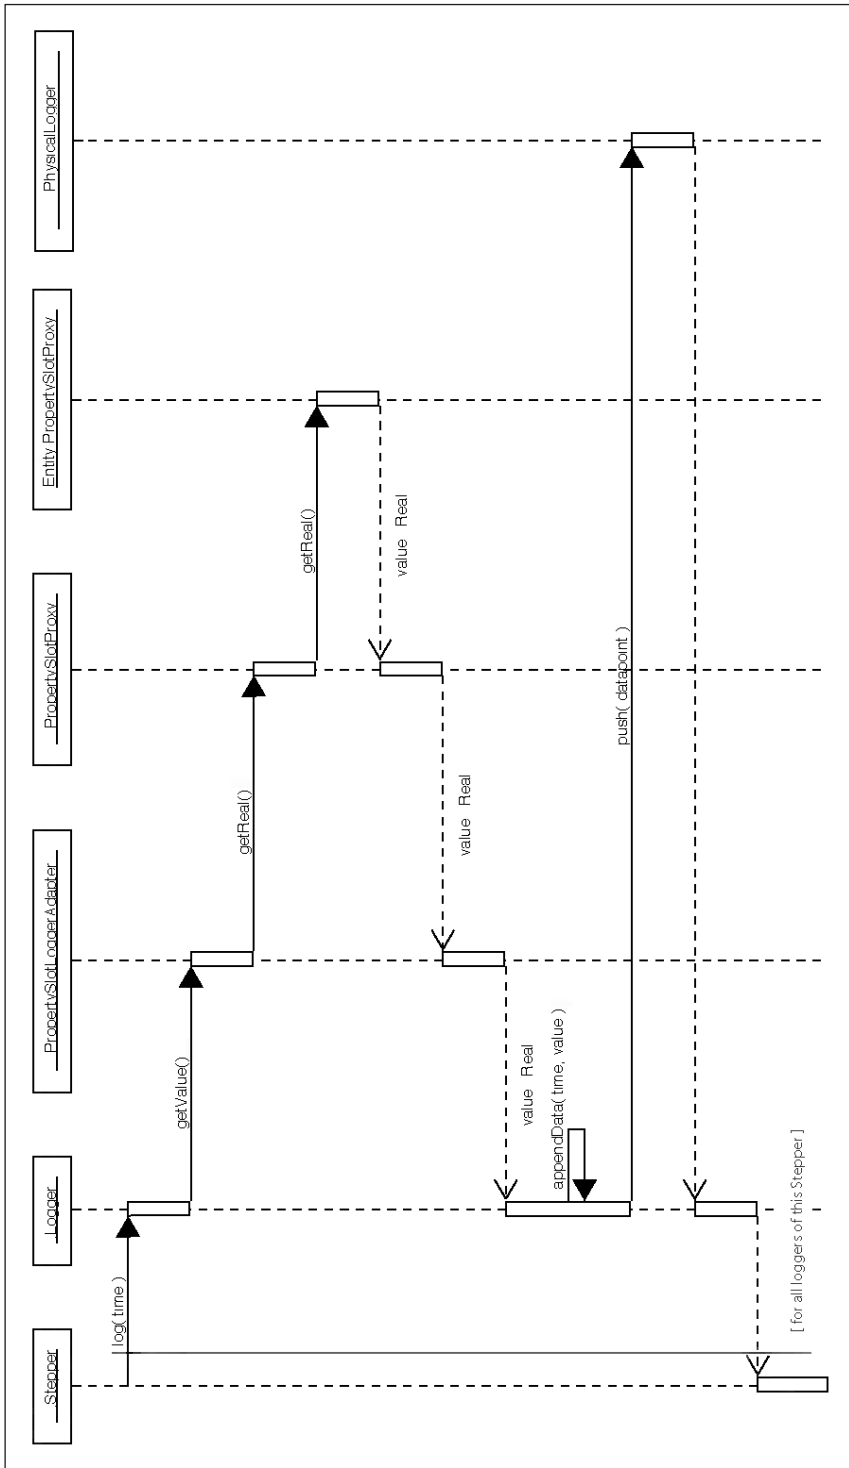 Stepper
Logger
PropertySlotLoggerAdapter
PropertySlotProxy
Entity PropertySlotProxy
PhysicalLogger
log( time )
getValue()
getReal()
getReal()
value Real
value Real
value Real
appendData( time, value )
push( datapoint )
[ for all loggers of this Stepper ]